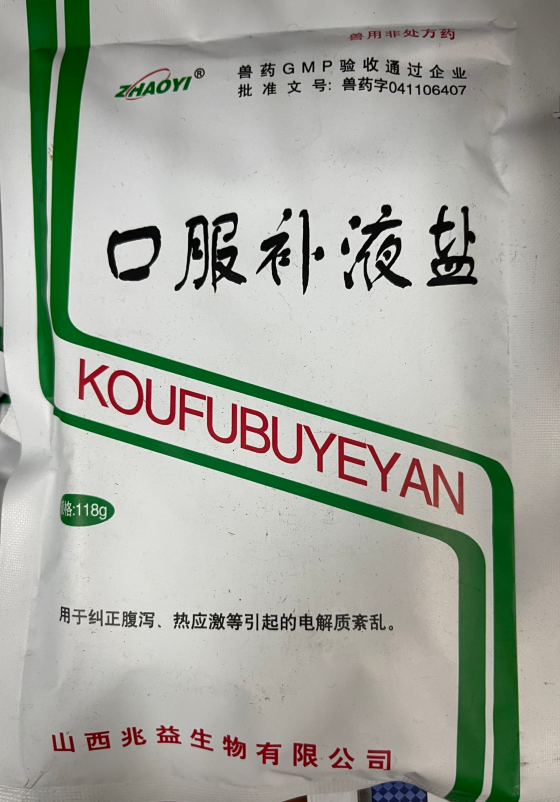 兽用非处方药
ZHAOYI®
兽药GMP验收通过企业
批准文号:兽药字041106407
口服补液盐
KOUFUBUYEYAN
格:118g
用于纠正腹泻、热应激等引起的电解质紊乱。
山西兆益生物有限公司